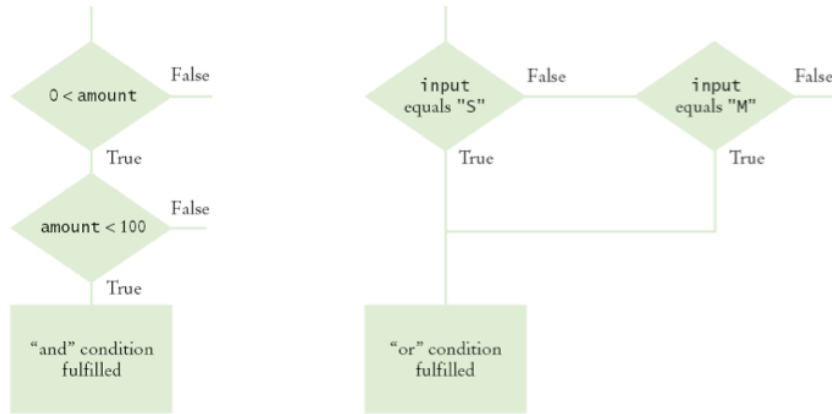 0 < amount
False
True
amount < 100
False
True
“and” condition
fulfilled
input
equals "S"
False
True
input
equals "M"
False
True
“or” condition
fulfilled